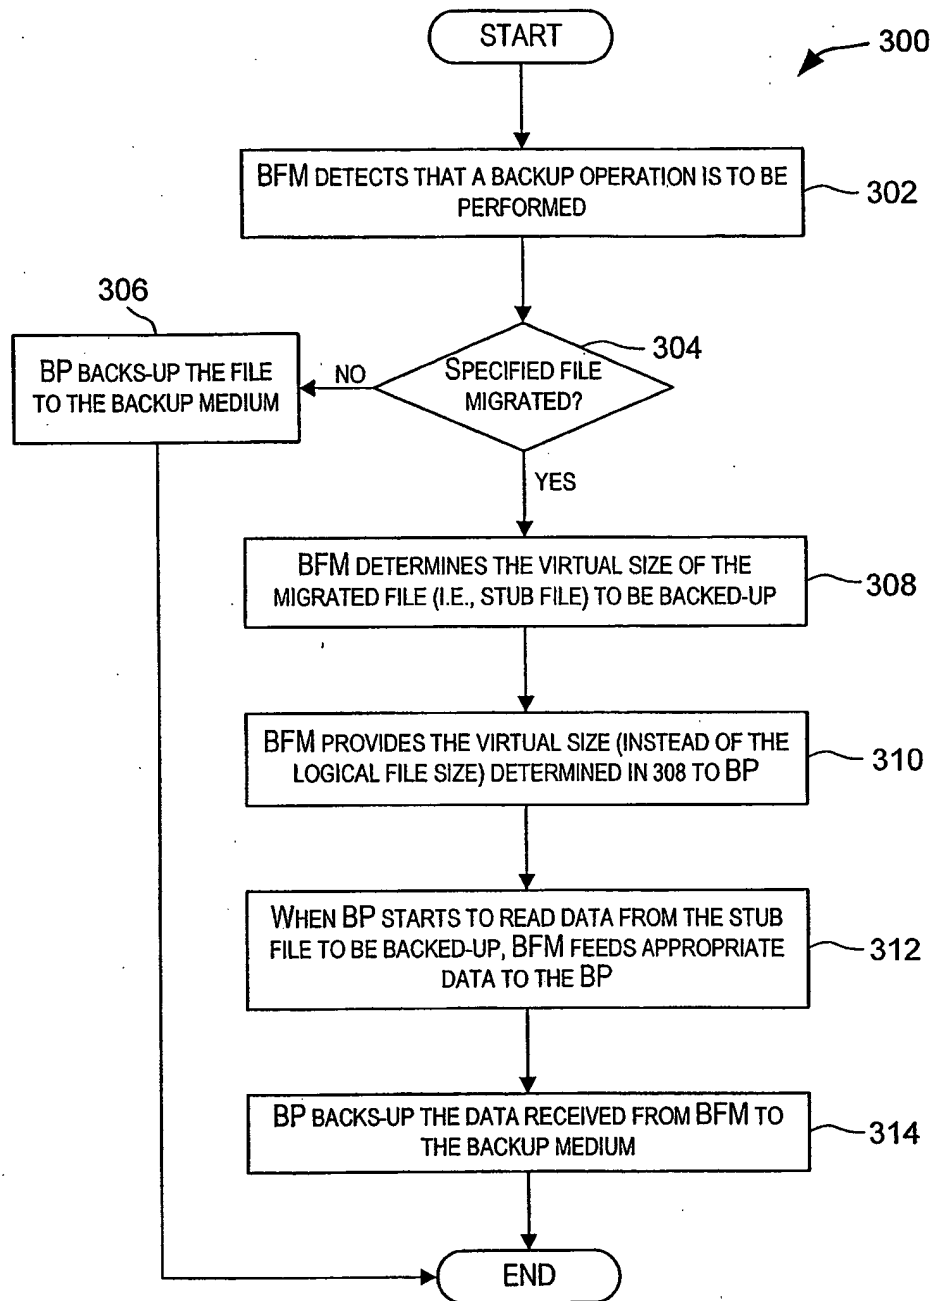 START
300
BFM DETECTS THAT A BACKUP OPERATION IS TO BE
PERFORMED
302
306
304
SPECIFIED FILE
MIGRATED?
NO
BP BACKS-UP THE FILE
TO THE BACKUP MEDIUM
YES
BFM DETERMINES THE VIRTUAL SIZE OF THE
MIGRATED FILE (I.E., STUB FILE) TO BE BACKED-UP
308
BFM PROVIDES THE VIRTUAL SIZE (INSTEAD OF THE
LOGICAL FILE SIZE) DETERMINED IN 308 TO BP
310
WHEN BP STARTS TO READ DATA FROM THE STUB
FILE TO BE BACKED-UP, BFM FEEDS APPROPRIATE
DATA TO THE BP
312
BP BACKS-UP THE DATA RECEIVED FROM BFM TO
THE BACKUP MEDIUM
314
END